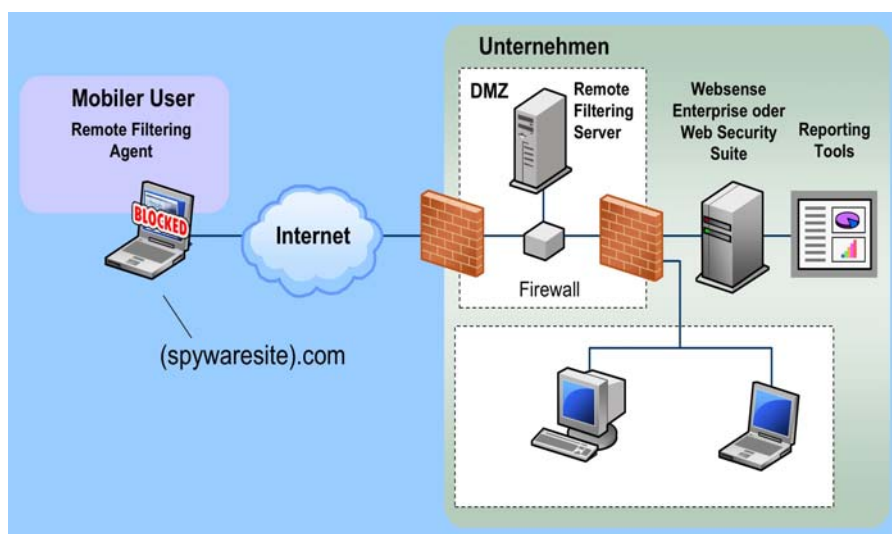 Unternehmen
Mobiler User
Remote Filtering
Agent
BLOCKED
(spywaresite).com
Internet
DMZ
Remote
Filtering
Server
Firewall
Websense
Enterprise oder
Web Security
Suite
Reporting
Tools